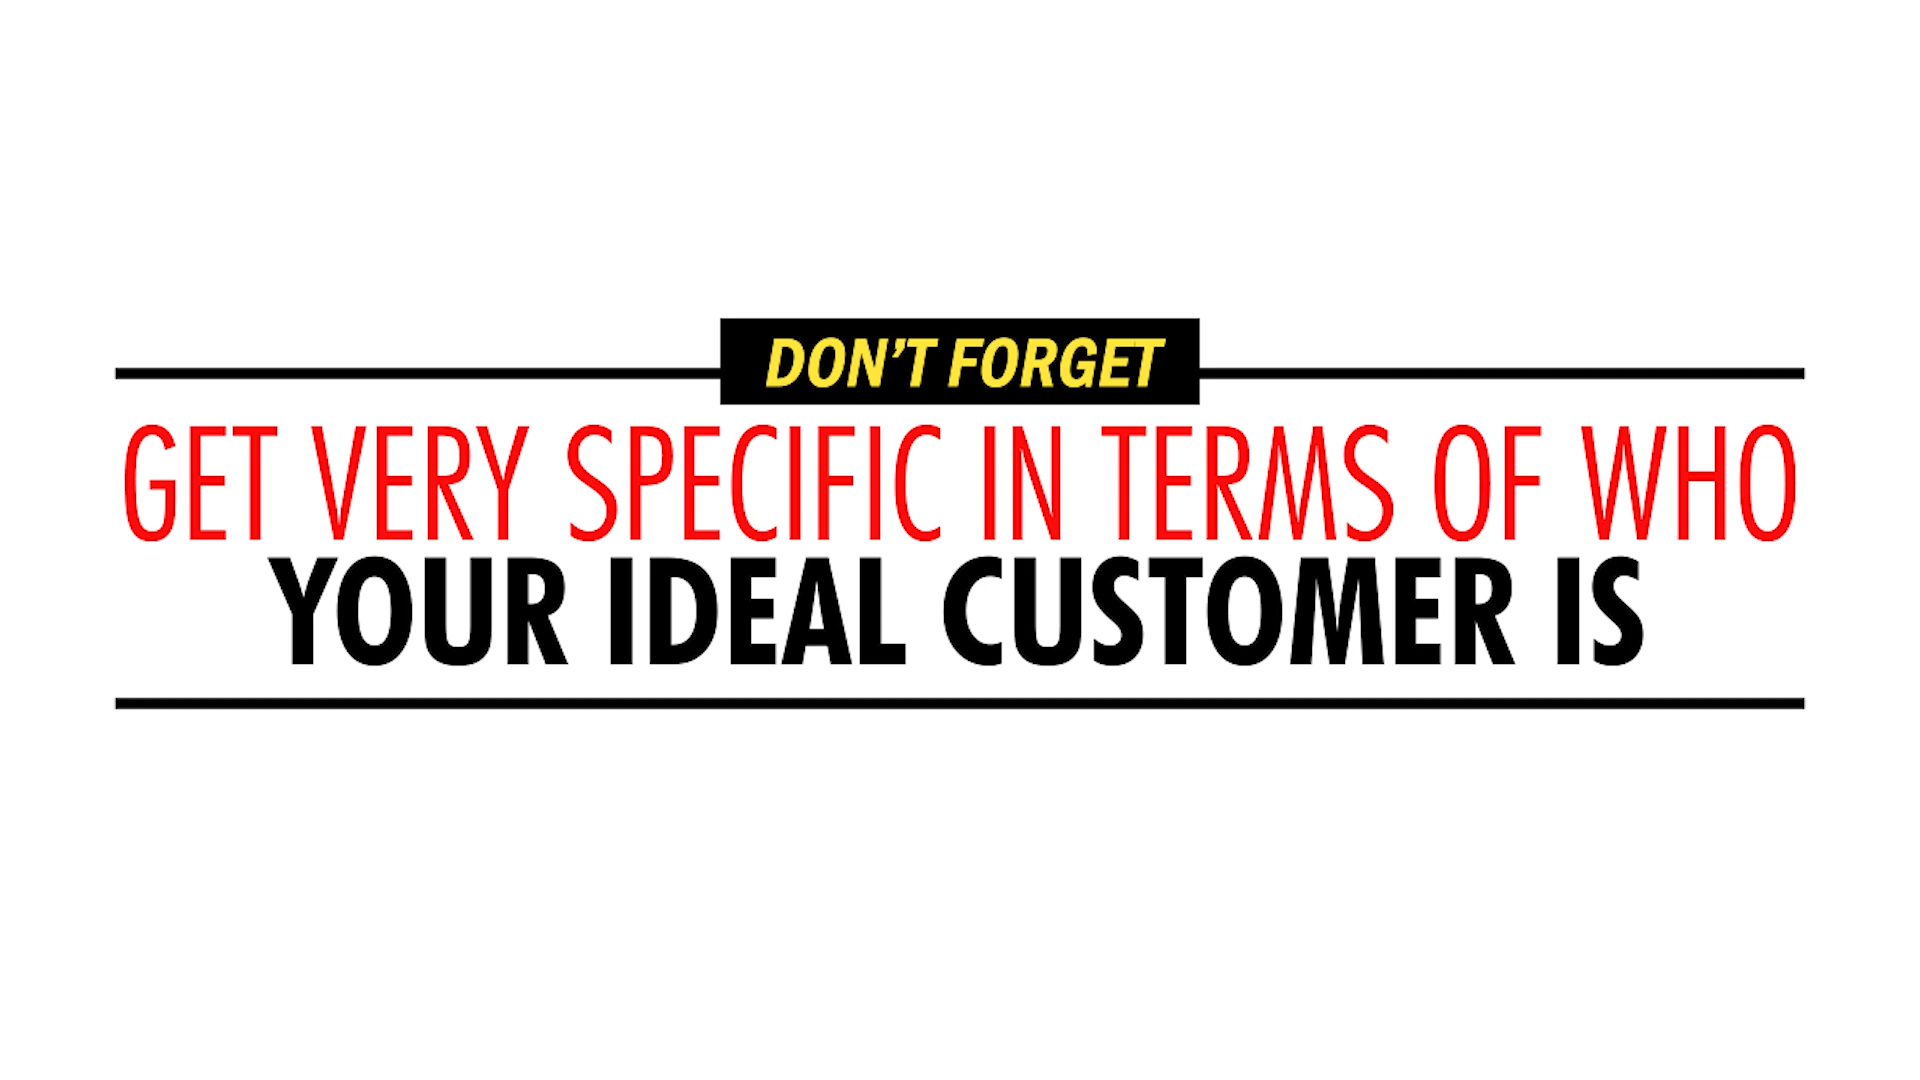 DON'T FORGET
GET VERY SPECIFIC IN TERMS OF WHO
YOUR IDEAL CUSTOMER IS